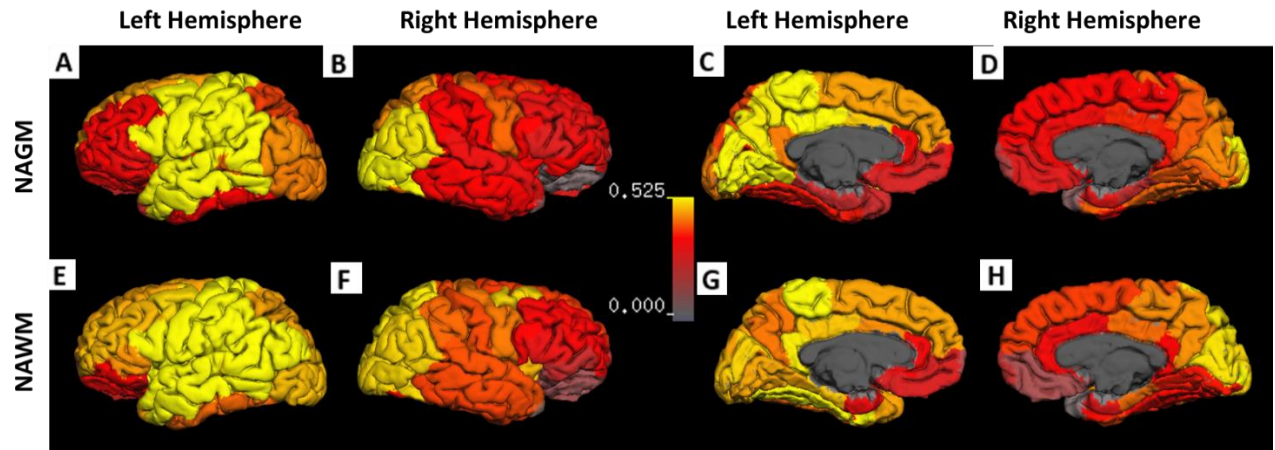 Left Hemisphere Right Hemisphere Left Hemisphere Right Hemisphere
A B C D
NAGM
0.525
0.000
E F G H
NAWM